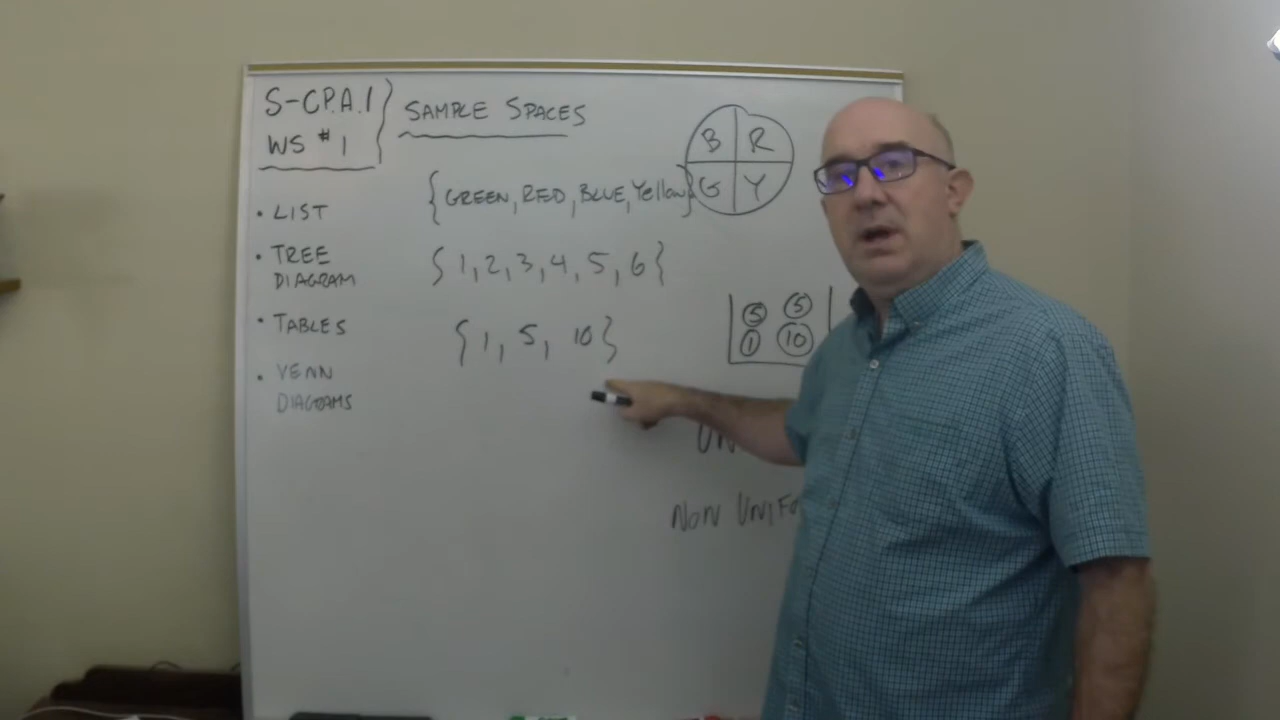 S-CP.A.1
WS #1
SAMPLE SPACES
• LIST
• TREE
DIAGRAM
• TABLES
• VENN
DIAGRAMS
{GREEN, RED, BLUE, Yellow}
{1, 2, 3, 4, 5, 6}
{1, 5, 10}
B R
G Y
5 5
1 10
NON